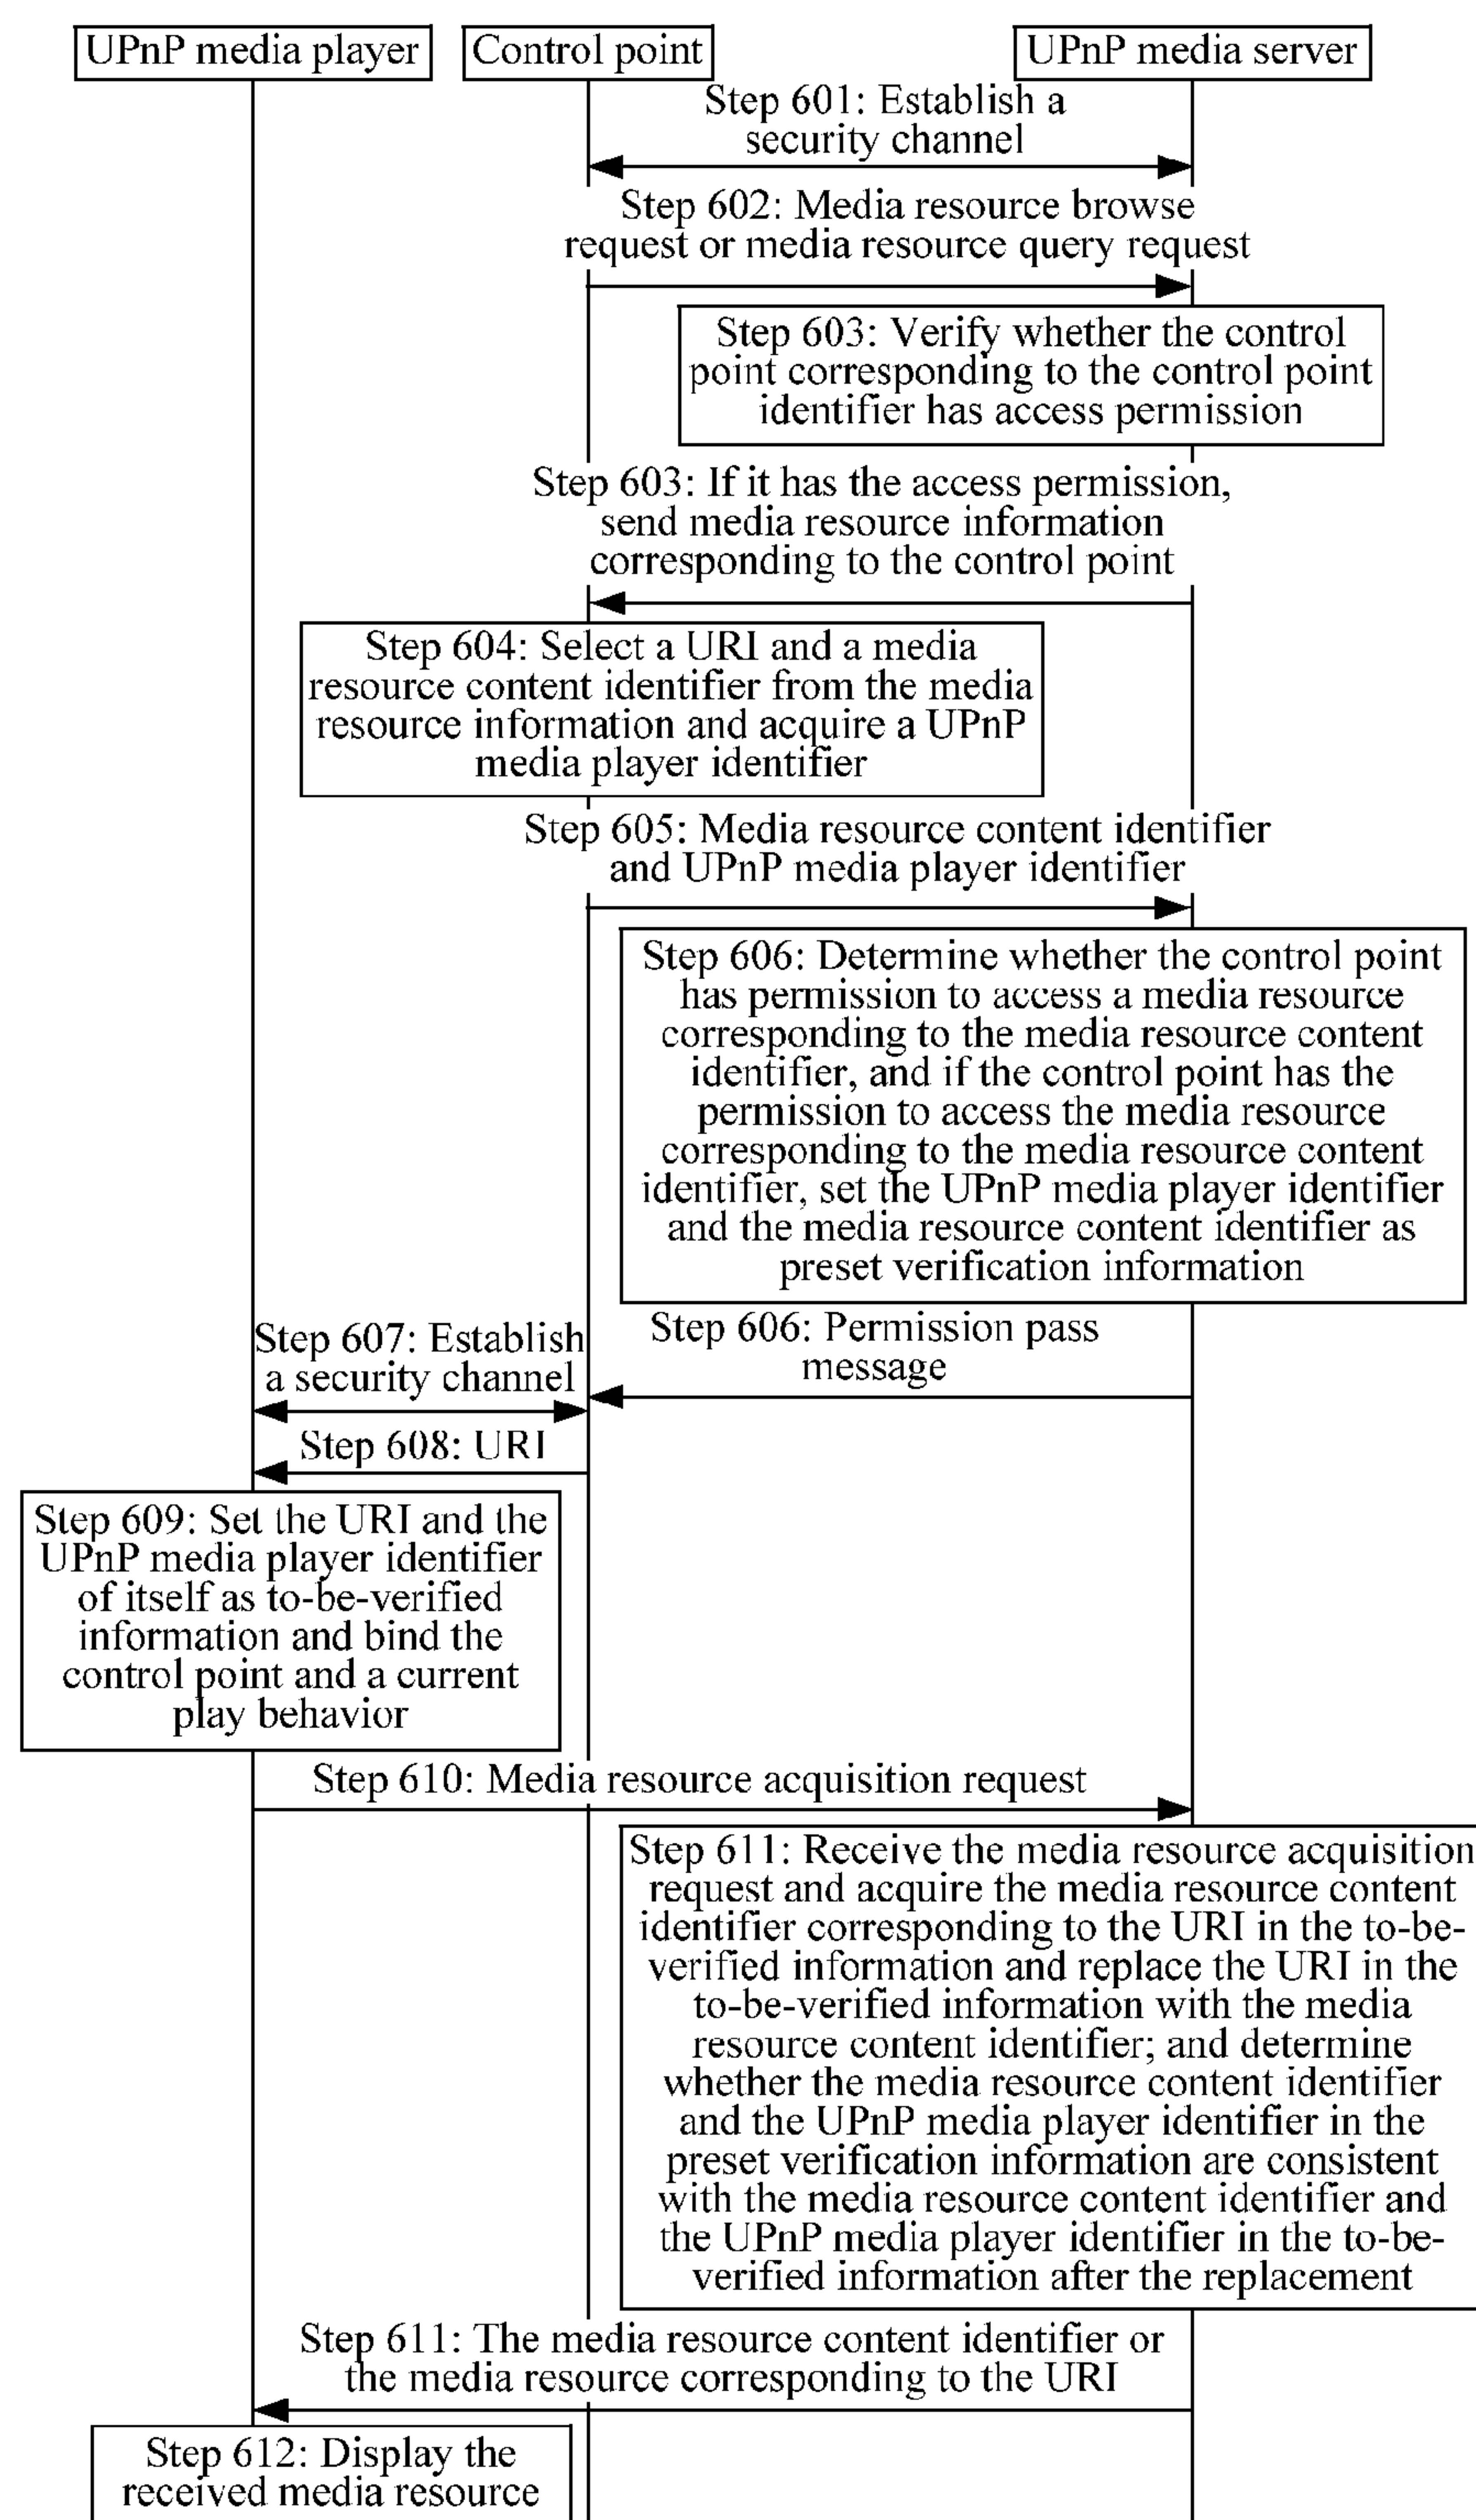 UPnP media player
Control point
UPnP media server
Step 601: Establish a
security channel
Step 602: Media resource browse
request or media resource query request
Step 603: Verify whether the control
point corresponding to the control point
identifier has access permission
Step 603: If it has the access permission,
send media resource information
corresponding to the control point
Step 604: Select a URI and a media
resource content identifier from the media
resource information and acquire a UPnP
media player identifier
Step 605: Media resource content identifier
and UPnP media player identifier
Step 606: Determine whether the control point
has permission to access a media resource
corresponding to the media resource content
identifier, and if the control point has the
permission to access the media resource
corresponding to the media resource content
identifier, set the UPnP media player identifier
and the media resource content identifier as
preset verification information
Step 606: Permission pass
message
Step 607: Establish
a security channel
Step 608: URI
Step 609: Set the URI and the
UPnP media player identifier
of itself as to-be-verified
information and bind the
control point and a current
play behavior
Step 610: Media resource acquisition request
Step 611: Receive the media resource acquisition
request and acquire the media resource content
identifier corresponding to the URI in the to-be-
verified information and replace the URI in the
to-be-verified information with the media
resource content identifier; and determine
whether the media resource content identifier
and the UPnP media player identifier in the
preset verification information are consistent
with the media resource content identifier and
the UPnP media player identifier in the to-be-
verified information after the replacement
Step 611: The media resource content identifier or
the media resource corresponding to the URI
Step 612: Display the
received media resource